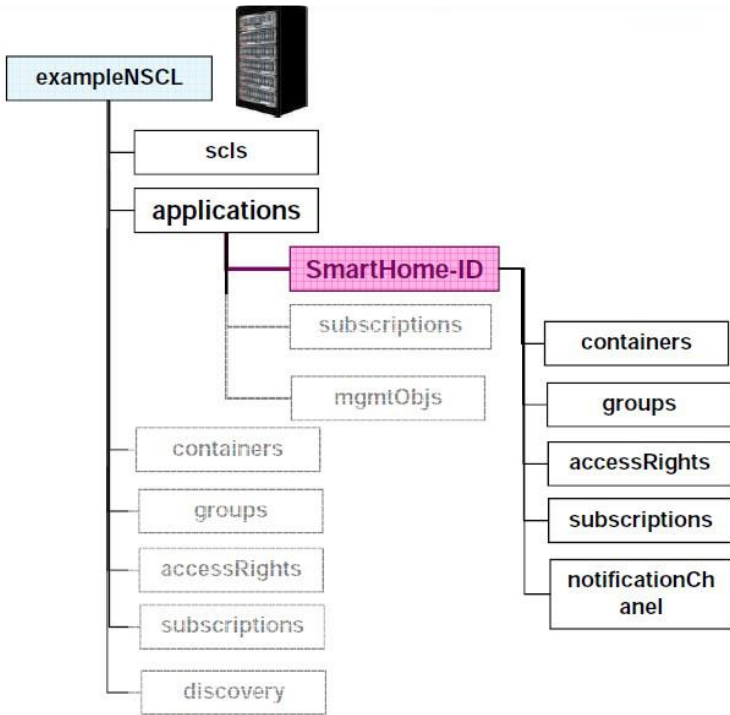 exampleNSCL
scls
applications
SmartHome-ID
subscriptions
mgmtObjs
containers
groups
accessRights
subscriptions
notificationCh
anel
containers
groups
accessRights
subscriptions
discovery